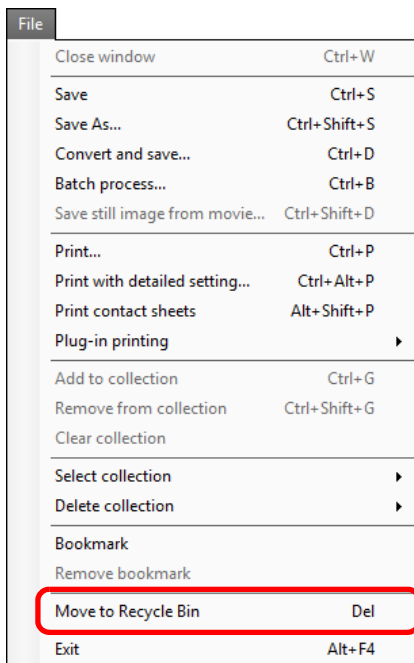 File
Close window Ctrl+W
Save Ctrl+S
Save As... Ctrl+Shift+S
Convert and save... Ctrl+D
Batch process... Ctrl+B
Save still image from movie... Ctrl+Shift+D
Print... Ctrl+P
Print with detailed setting... Ctrl+Alt+P
Print contact sheets Alt+Shift+P
Plug-in printing
Add to collection Ctrl+G
Remove from collection Ctrl+Shift+G
Clear collection
Select collection
Delete collection
Bookmark
Remove bookmark
Move to Recycle Bin Del
Exit Alt+F4